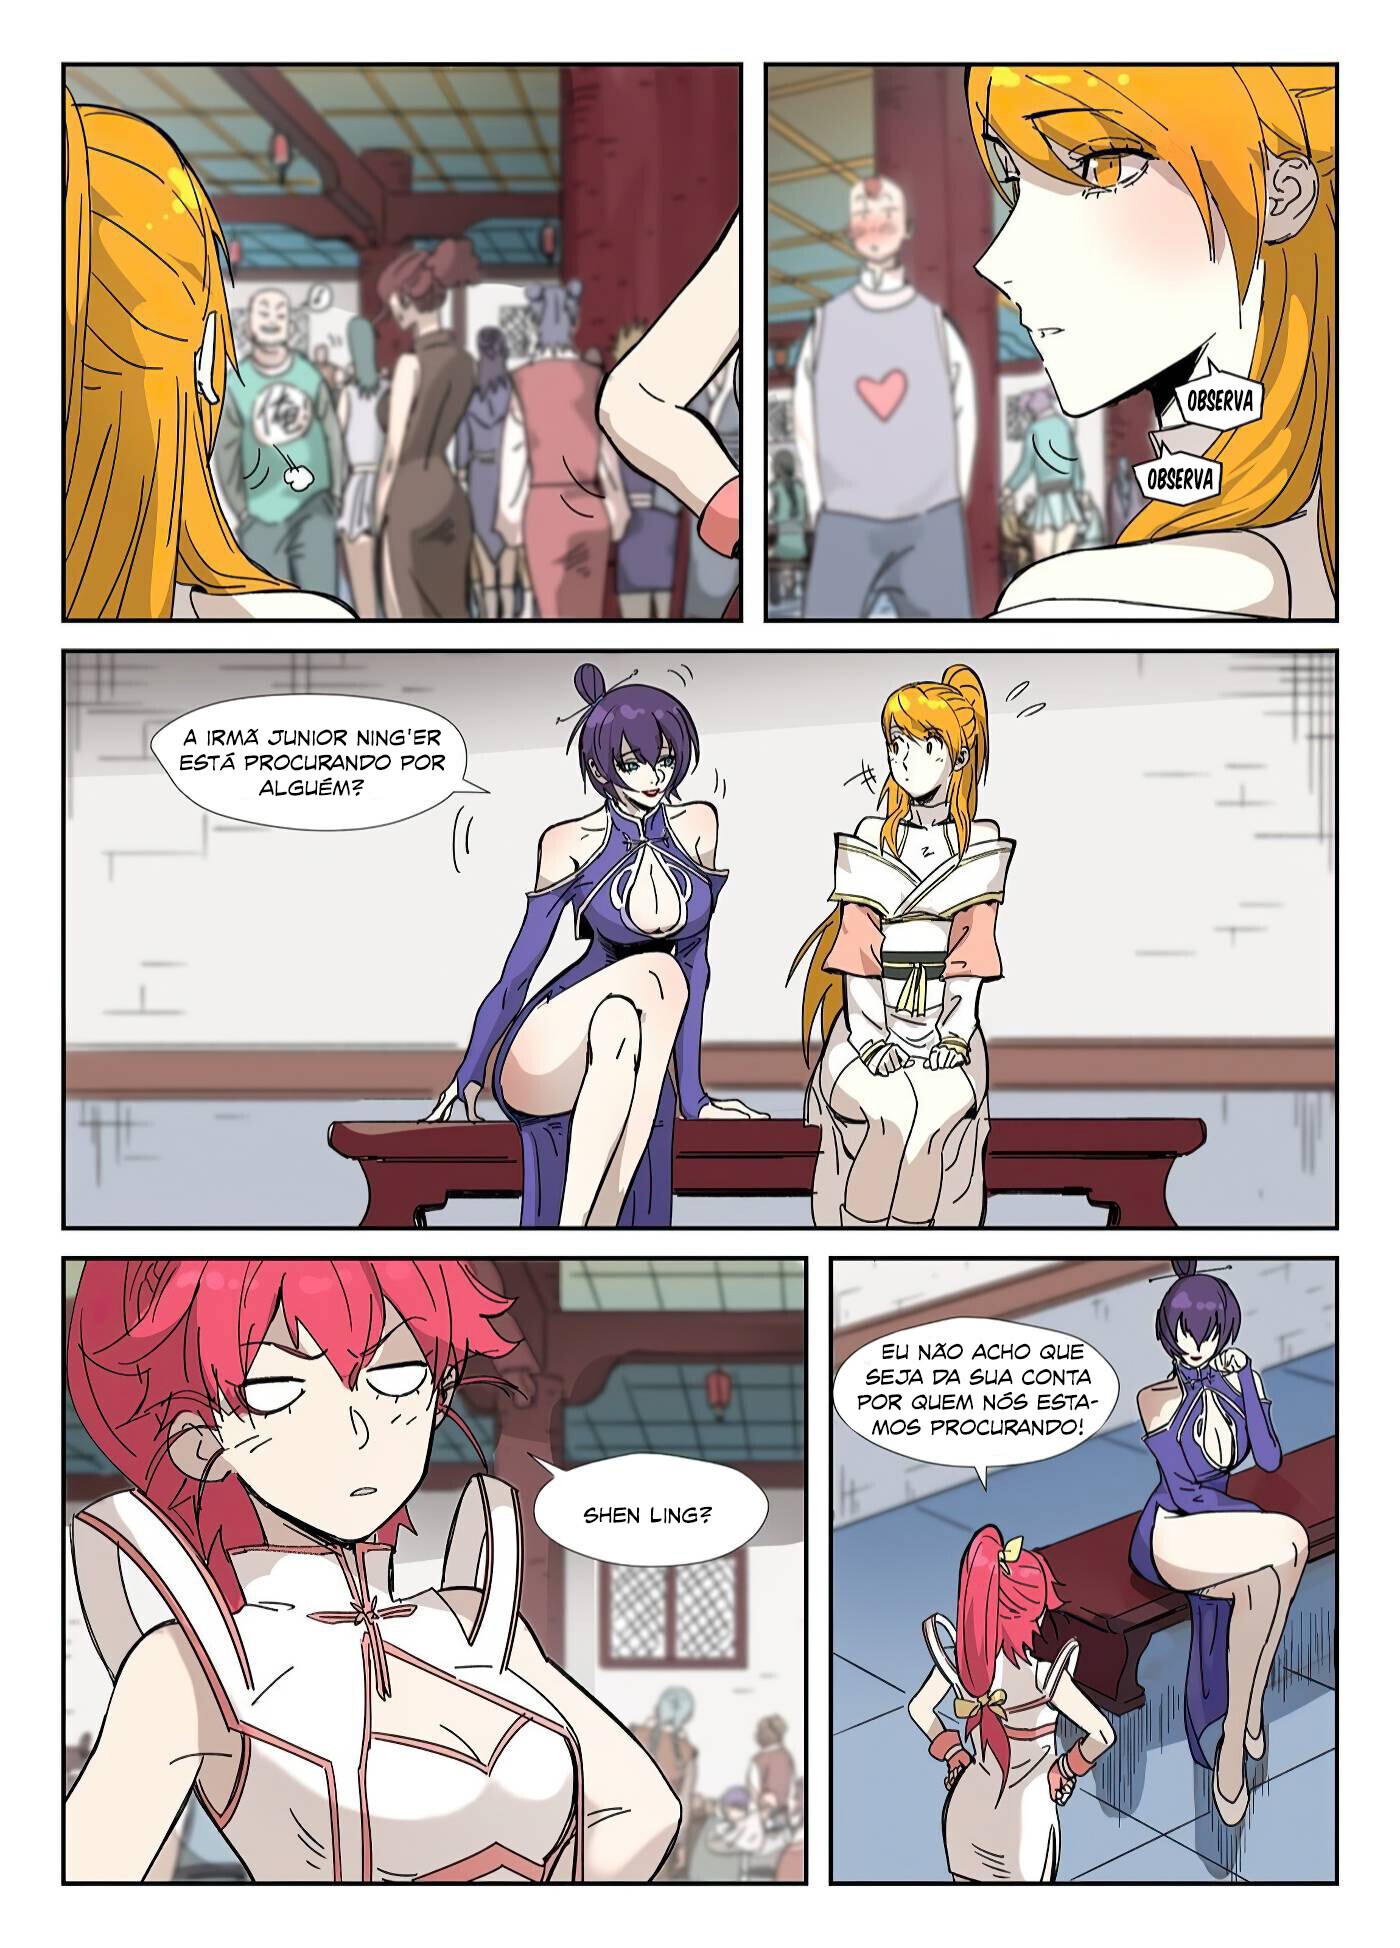 俺
OBSERVA
OBSERVA
A IRMÃ JUNIOR NING'ER
ESTÁ PROCURANDO POR
ALGUÉM?
SHEN LING?
EU NÃO ACHO QUE
SEJA DA SUA CONTA
POR QUEM NÓS ESTA-
MOS PROCURANDO!